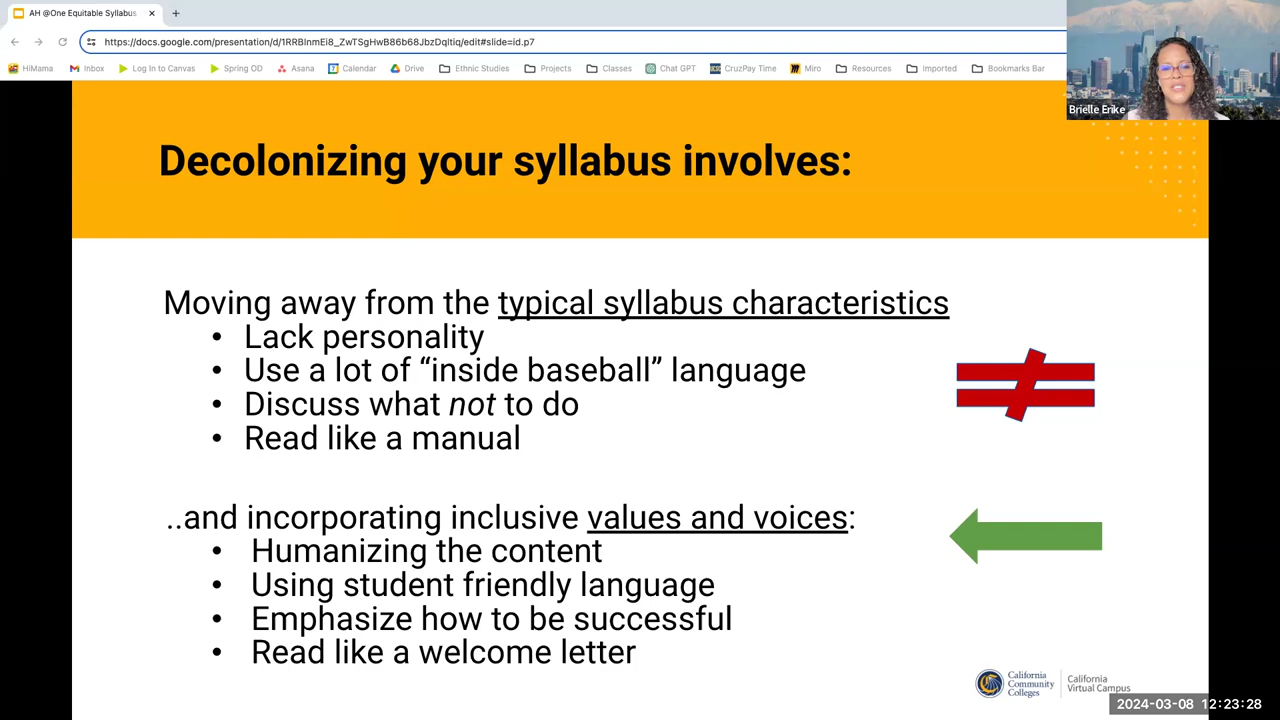 AH @One Equitable Syllabus
https://docs.google.com/presentation/d/1RRBlnmEi8_ZwTSgHwB86b68JbzDqltiq/edit#slide=id.p7
HiMama Inbox Log In to Canvas Spring OD Asana Calendar Drive Ethnic Studies Projects Classes Chat GPT CruzPay Time Miro Resources Imported Bookmarks Bar
Brielle Erike
Decolonizing your syllabus involves:
Moving away from the typical syllabus characteristics
• Lack personality
• Use a lot of “inside baseball” language
• Discuss what not to do
• Read like a manual
..and incorporating inclusive values and voices:
• Humanizing the content
• Using student friendly language
• Emphasize how to be successful
• Read like a welcome letter
California
Community
Colleges
California
Virtual Campus
2024-03-08 12:23:28